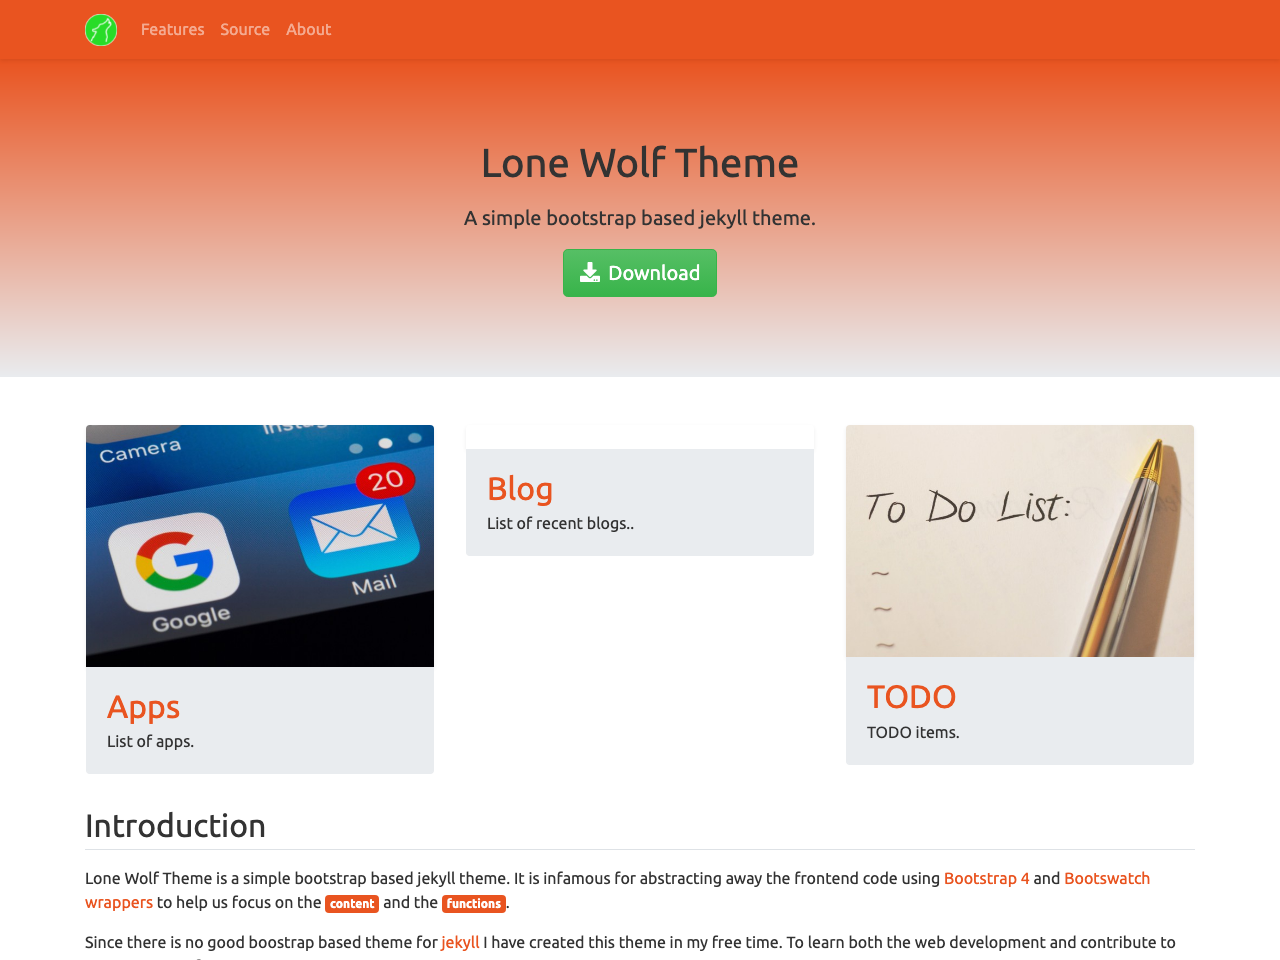 Features Source About
Lone Wolf Theme
A simple bootstrap based jekyll theme.
Download
Camera
20
Google
Mail
Apps
List of apps.
Blog
List of recent blogs..
To Do List:
~
~
~
TODO
TODO items.
Introduction
Lone Wolf Theme is a simple bootstrap based jekyll theme. It is infamous for abstracting away the frontend code using Bootstrap 4 and Bootswatch
wrappers to help us focus on the content and the functions.
Since there is no good boostrap based theme for jekyll I have created this theme in my free time. To learn both the web development and contribute to